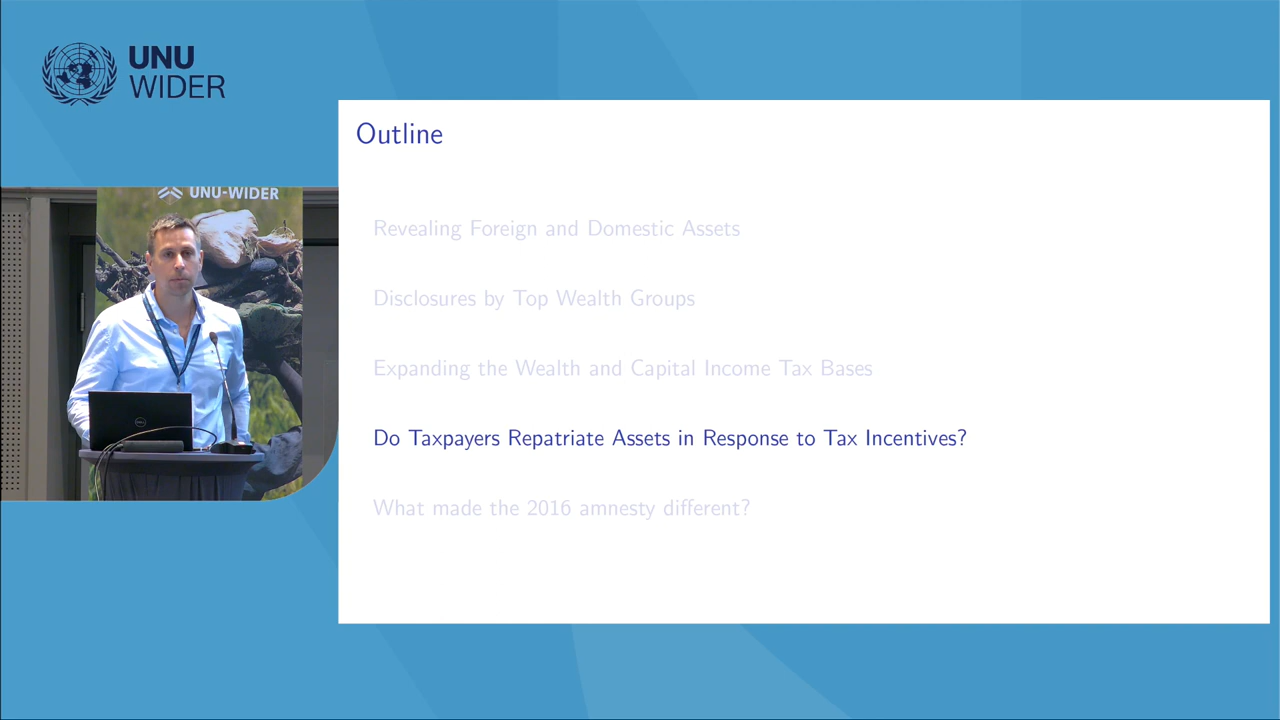 UNU
WIDER
UNU-WIDER
Outline
Revealing Foreign and Domestic Assets
Disclosures by Top Wealth Groups
Expanding the Wealth and Capital Income Tax Bases
Do Taxpayers Repatriate Assets in Response to Tax Incentives?
What made the 2016 amnesty different?
DELL